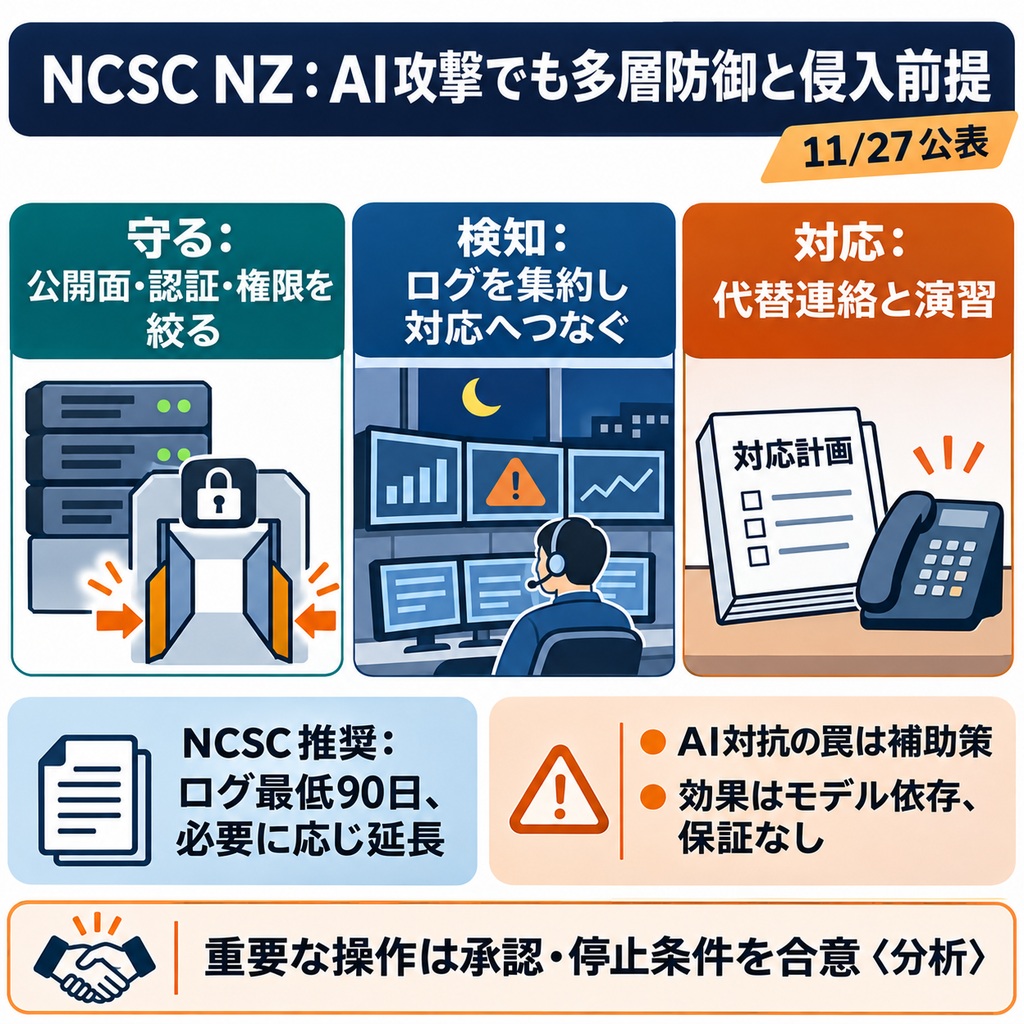 NCSC NZ：AI攻撃でも多層防御と侵入前提
11/27公表
守る：
公開面・認証・権限を
絞る
検知：
ログを集約し
対応へつなぐ
対応：
代替連絡と演習
対応計画
NCSC推奨：
ログ最低90日、
必要に応じ延長
AI対抗の罠は補助策
効果はモデル依存、
保証なし
重要な操作は承認・停止条件を合意〈分析〉